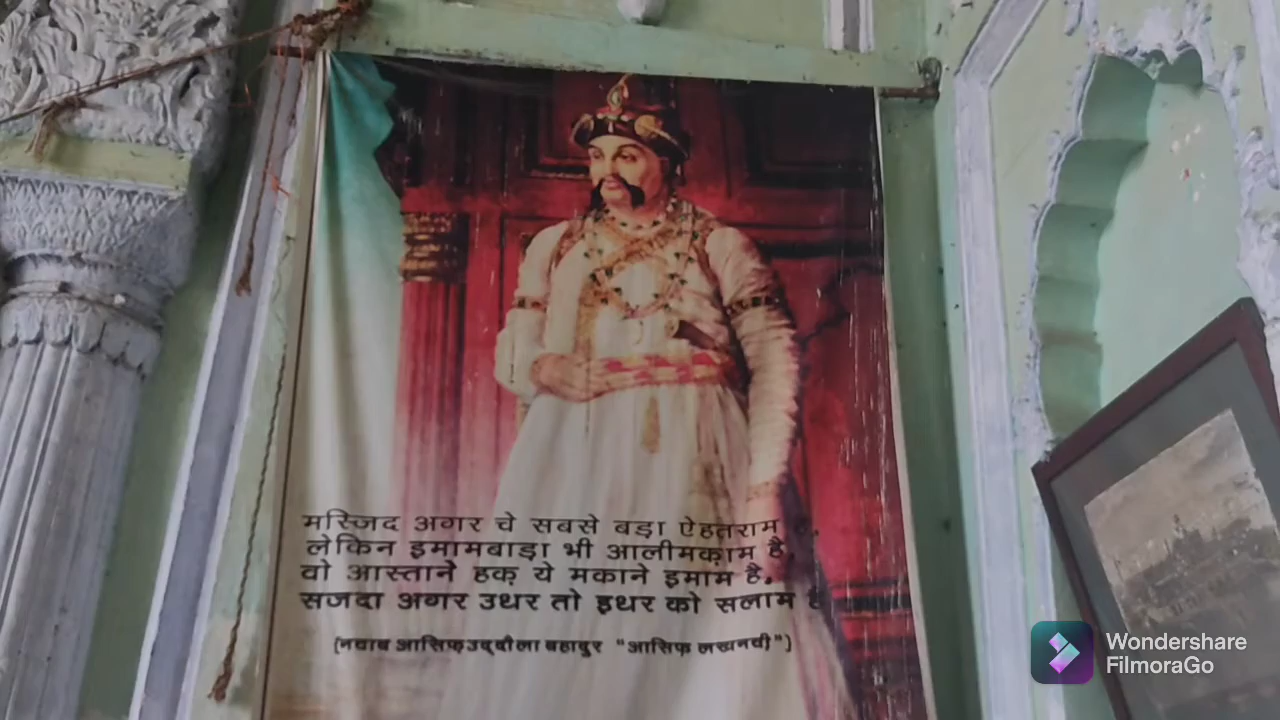 मस्जिद अगर चे सबसे बड़ा ऐहतराम है,
लेकिन इमामबाड़ा भी आलीमक़ाम है,
वो आस्ताने हक़ ये मकाने इमाम है,
सजदा अगर उधर तो इधर को सलाम है
(नवाब आसिफ़उद्दौला बहादुर "आसिफ़ लखनवी")
Wondershare
FilmoraGo